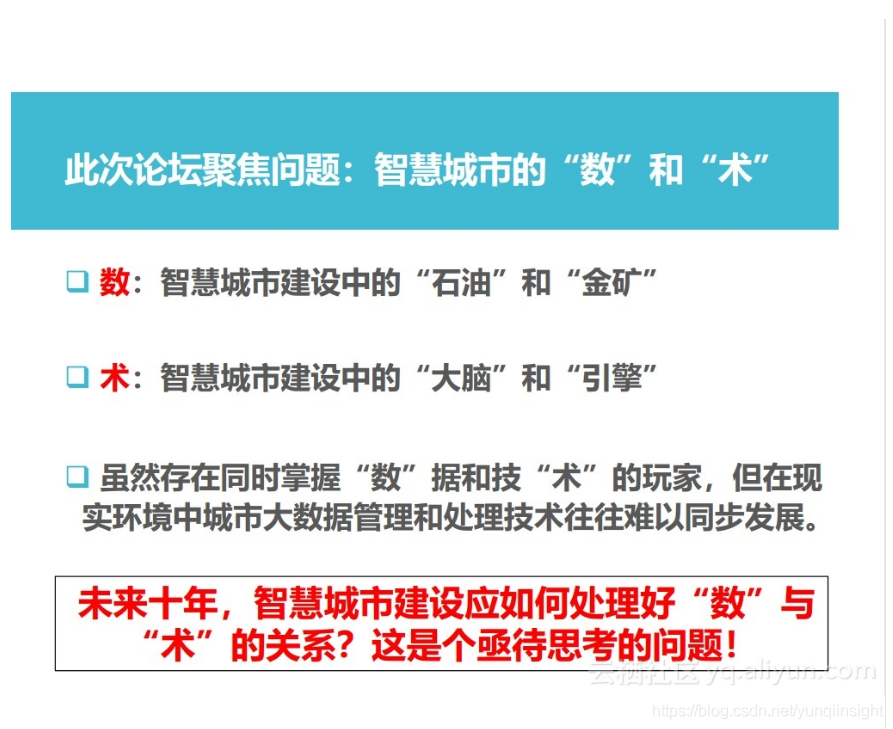 此次论坛聚焦问题：智慧城市的“数”和“术”
数：智慧城市建设中的“石油”和“金矿”
术：智慧城市建设中的“大脑”和“引擎”
虽然存在同时掌握“数”据和技“术”的玩家，但在现
实环境中城市大数据管理和处理技术往往难以同步发展。
未来十年，智慧城市建设应如何处理好“数”与
“术”的关系？这是个亟待思考的问题！
云栖社区 yq.aliyun.com
https://blog.csdn.net/yunqiinsight